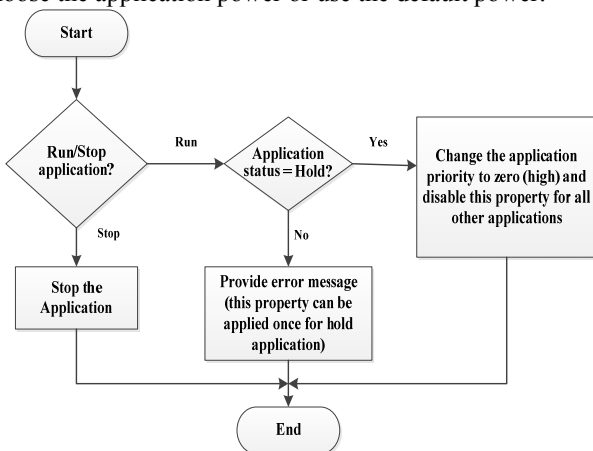 choose the application power or use the default power.
Start
Run/Stop
application?
Run
Application
status = Hold?
Yes
Change the application
priority to zero (high) and
disable this property for all
other applications
Stop
No
Stop the
Application
Provide error message
(this property can be
applied once for hold
application)
End